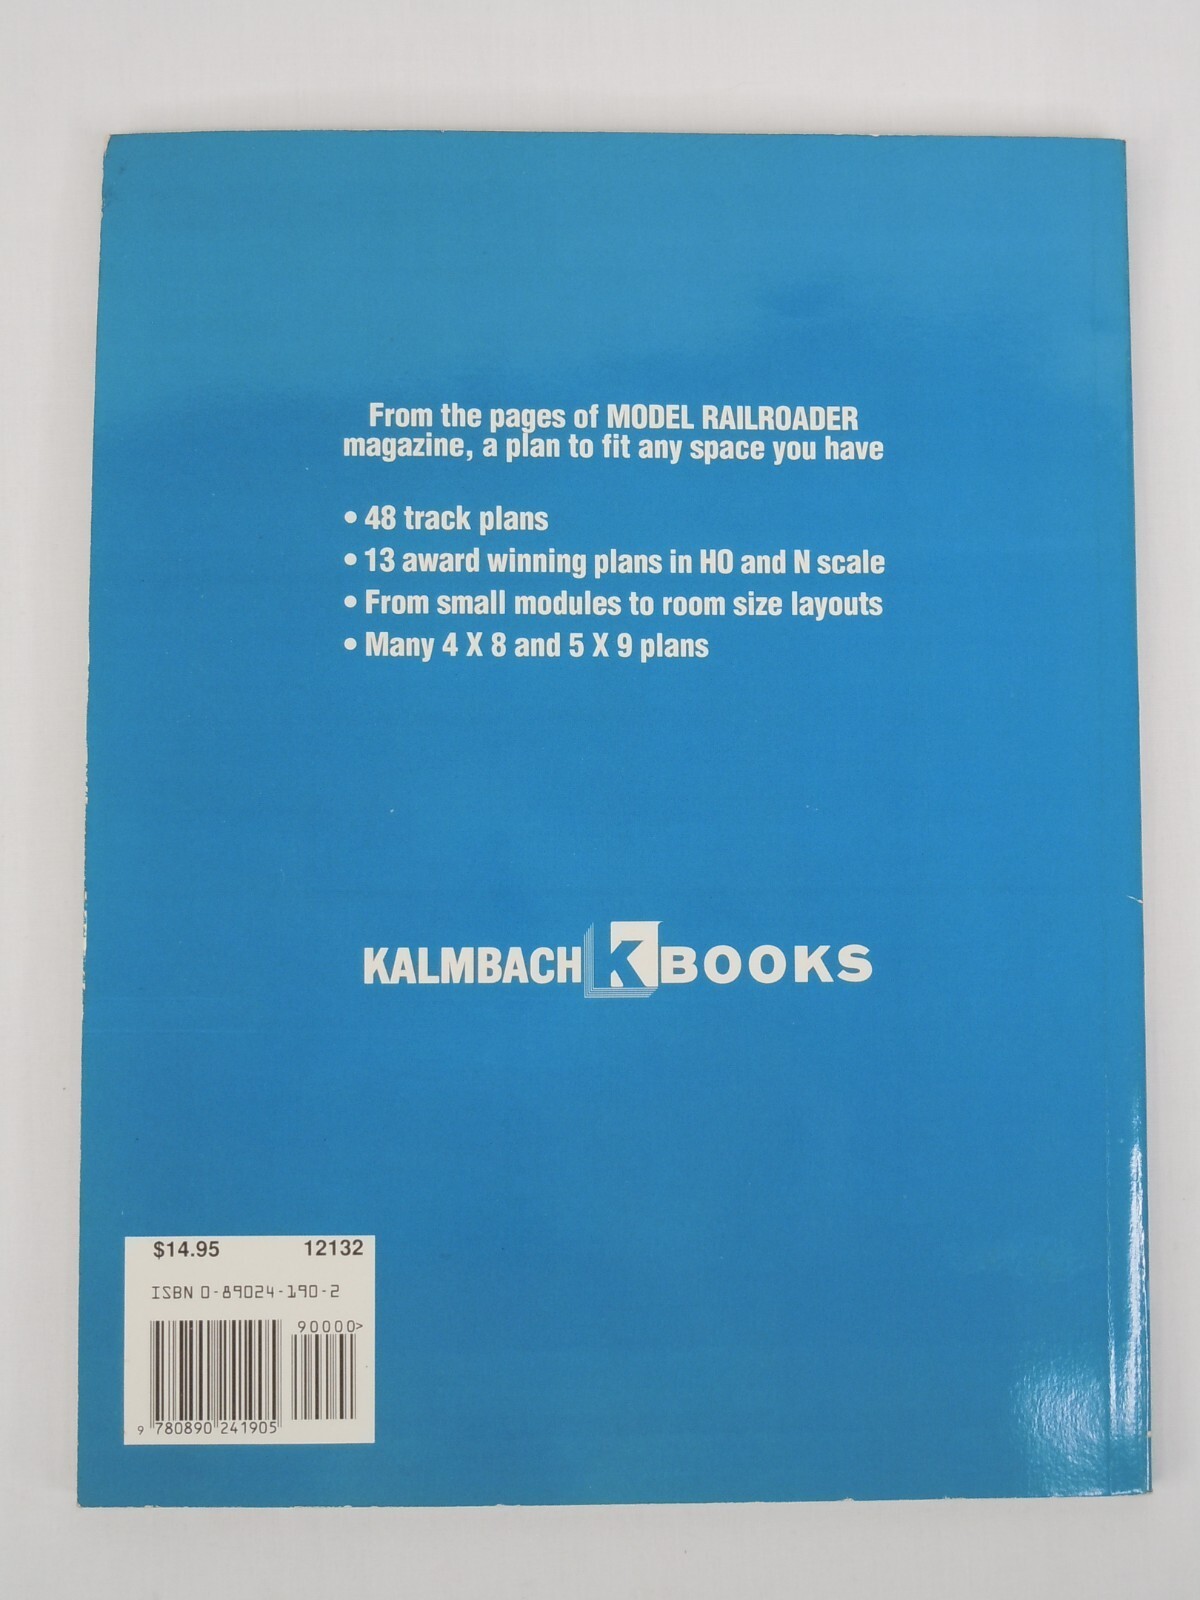 From the pages of MODEL RAILROADER
magazine, a plan to fit any space you have
• 48 track plans
• 13 award winning plans in HO and N scale
• From small modules to room size layouts
• Many 4 X 8 and 5 X 9 plans
KALMBACH K BOOKS
$14.95 12132
ISBN 0-89024-190-2
90000>
9 780890 241905